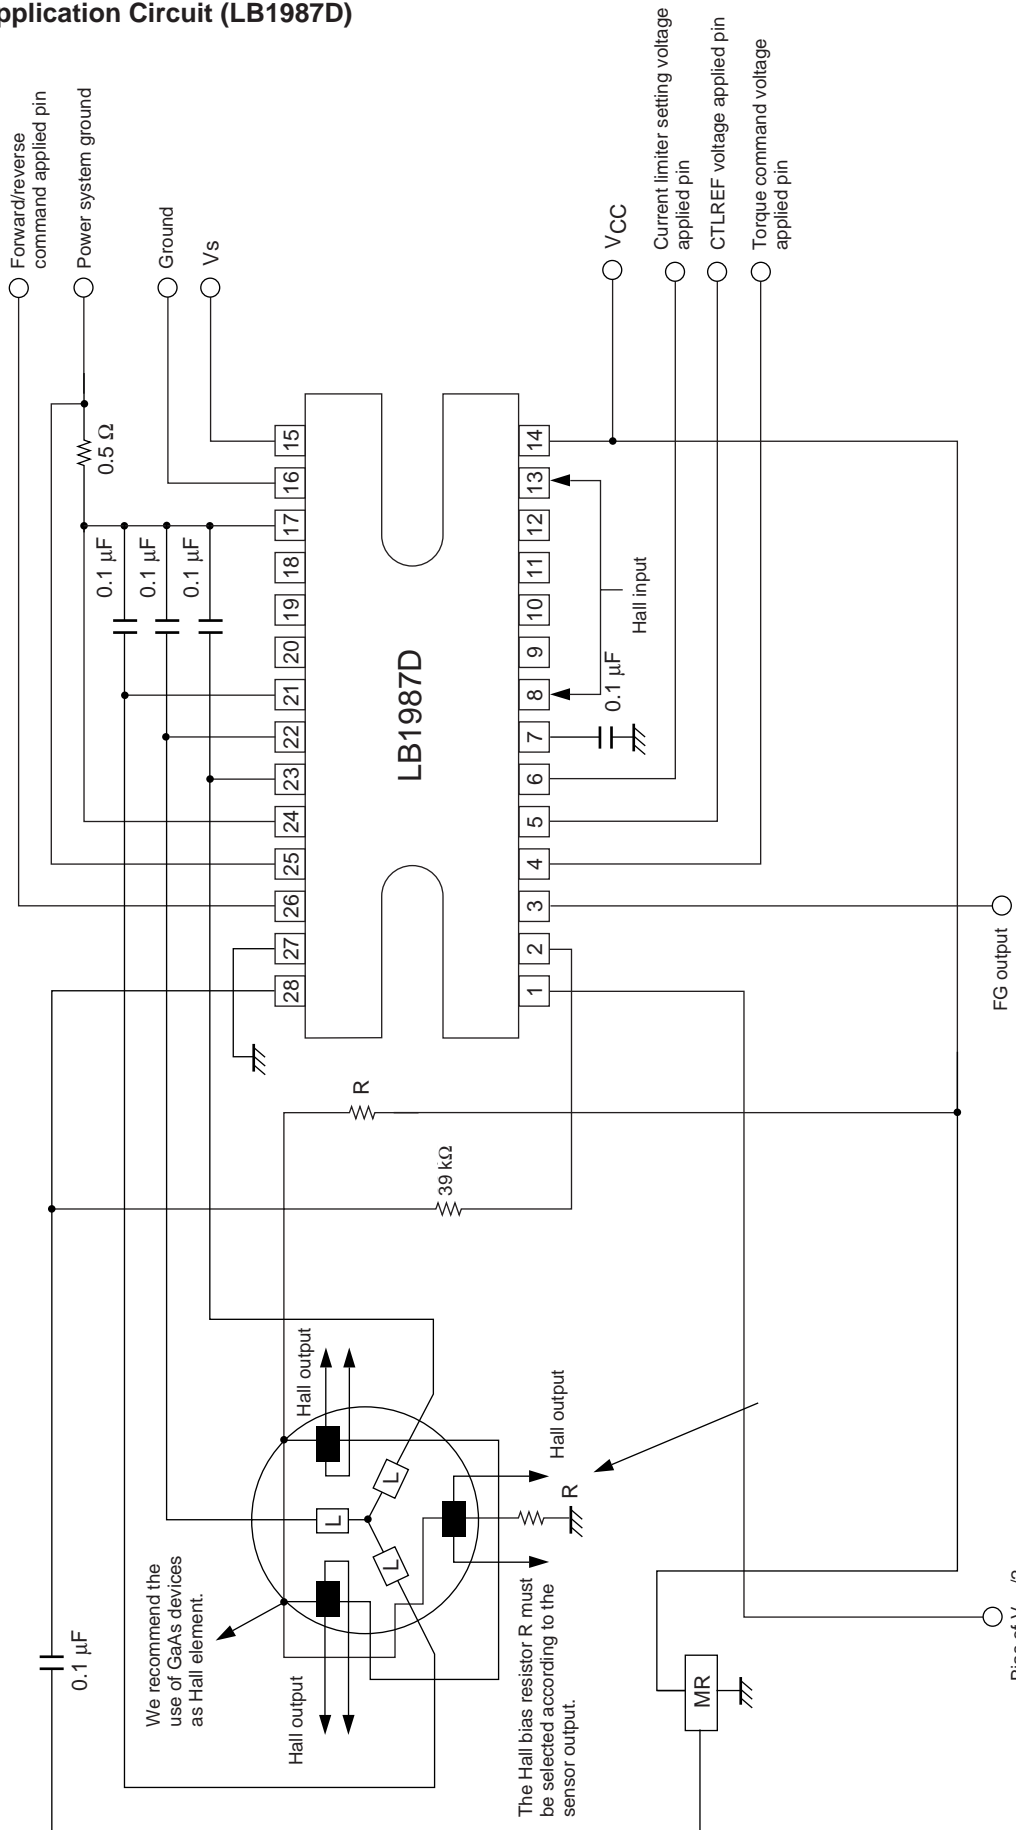 pplication Circuit (LB1987D)
Forward/reverse
command applied pin
Power system ground
Ground
Vs
VCC
Current limiter setting voltage
applied pin
CTLREF voltage applied pin
Torque command voltage
applied pin
0.5 Ω
0.1 μF
0.1 μF
0.1 μF
15
16
17
18
19
20
21
22
23
24
25
26
27
28
LB1987D
14
13
12
11
10
9
8
7
6
5
4
3
2
1
Hall input
0.1 μF
FG output
R
39 kΩ
Hall output
Hall output
R
L
L
L
We recommend the
use of GaAs devices
as Hall element.
0.1 μF
Hall output
The Hall bias resistor R must
be selected according to the
sensor output.
MR